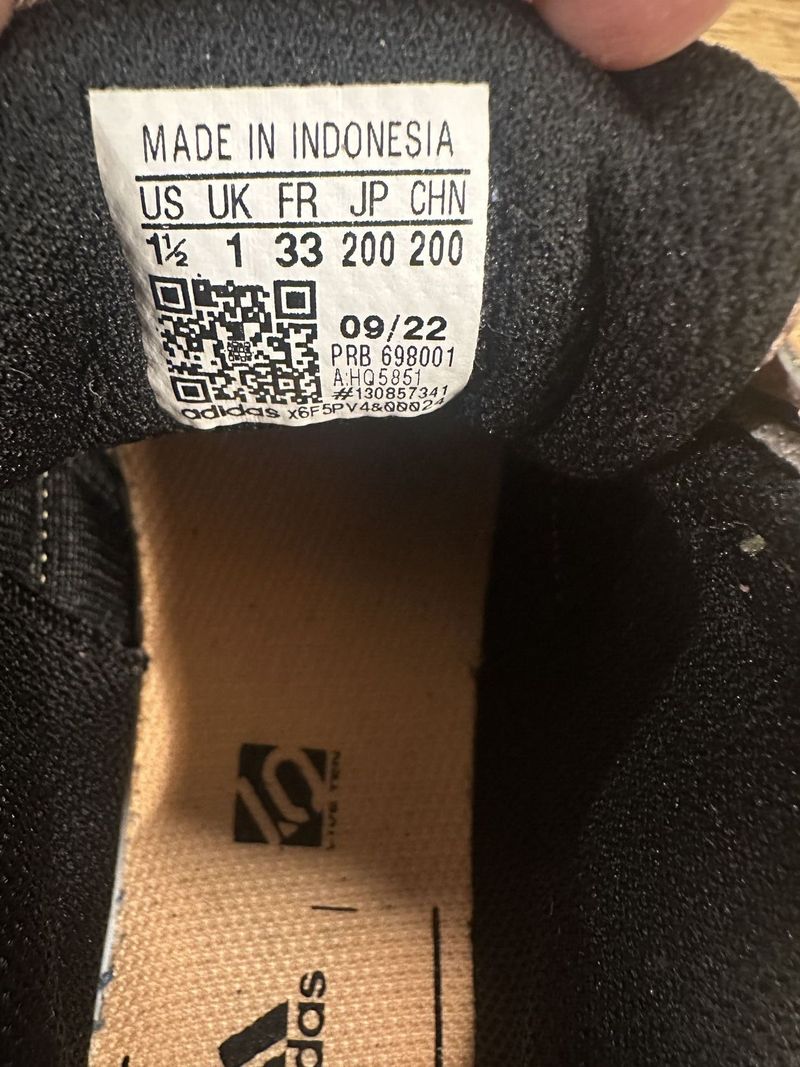 MADE IN INDONESIA
US UK FR JP CHN
1½ 1 33 200 200
09/22
PRB 698001
A:HQ5851
#130857341
adidas x6F5PV4&00024
FIVE TEN